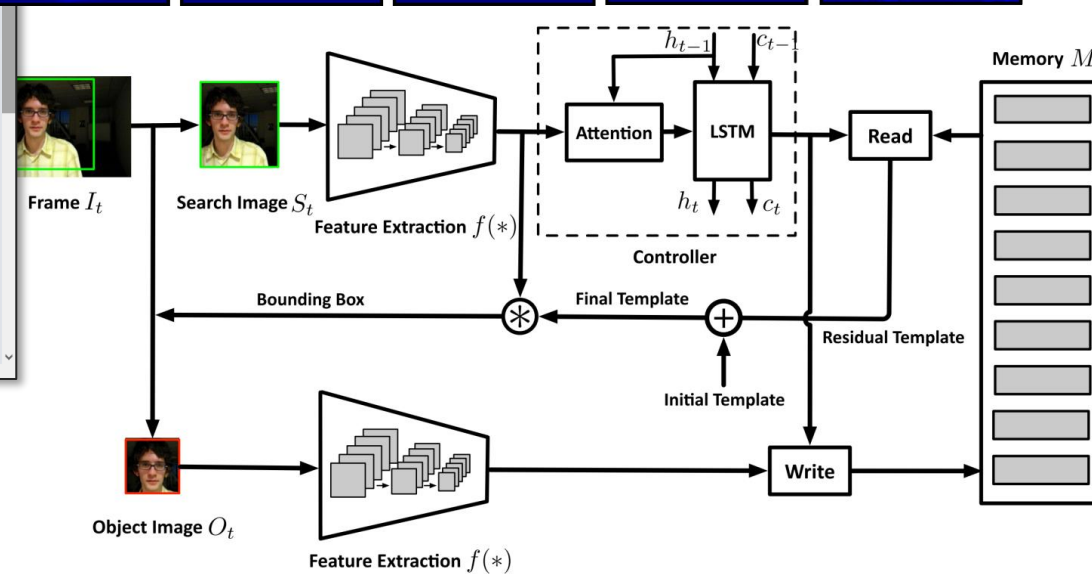 h_{t-1}
c_{t-1}
Memory M
Attention
LSTM
Read
Frame I_t
Search Image S_t
Feature Extraction f(*)
h_t
c_t
Controller
Bounding Box
Final Template
Residual Template
Initial Template
Write
Object Image O_t
Feature Extraction f(*)